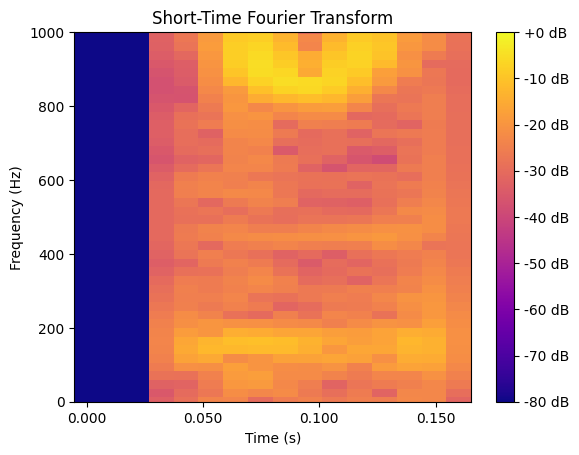 Short-Time Fourier Transform
1000
800
600
400
200
0
Frequency (Hz)
0.000
0.050
0.100
0.150
Time (s)
+0 dB
-10 dB
-20 dB
-30 dB
-40 dB
-50 dB
-60 dB
-70 dB
-80 dB